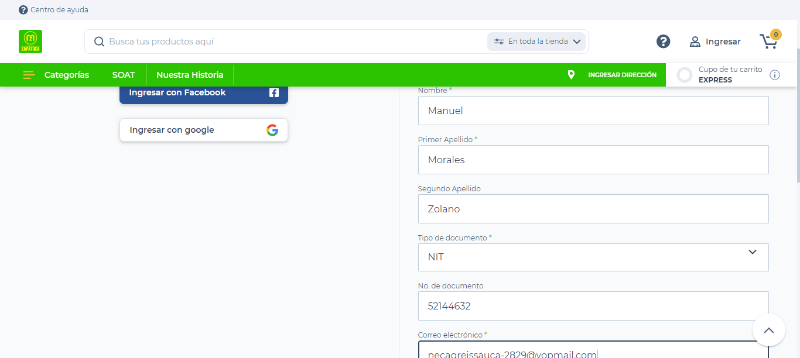 Centro de ayuda
Busca tus productos aquí
En toda la tienda
Ingresar
0
Categorías
SOAT
Nuestra Historia
INGRESAR DIRECCIÓN
Cupo de tu carrito
EXPRESS
Ingresar con Facebook
Ingresar con google
Nombre *
Manuel
Primer Apellido *
Morales
Segundo Apellido
Zolano
Tipo de documento *
NIT
No. de documento
52144632
Correo electrónico *
necaqreissauca-2829@yopmail.com